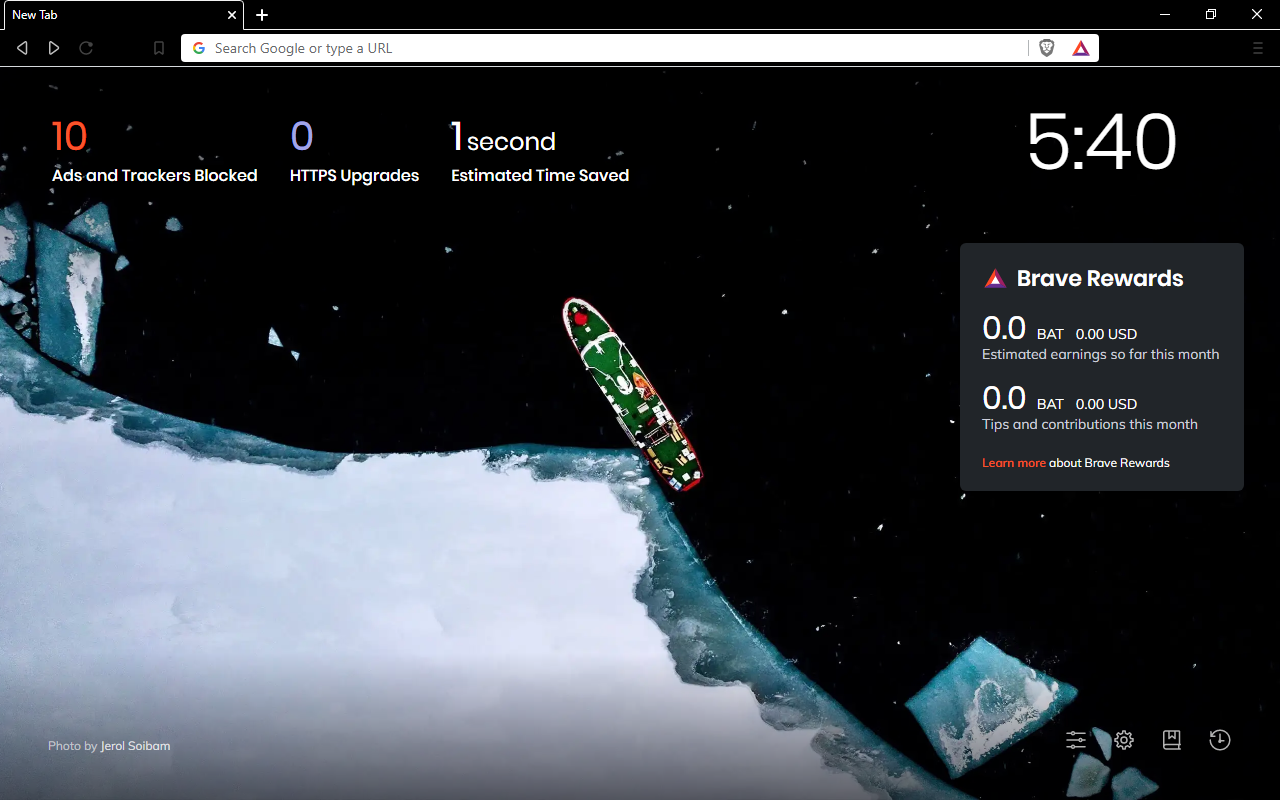 New Tab
Search Google or type a URL
10
Ads and Trackers Blocked
0
HTTPS Upgrades
1 second
Estimated Time Saved
5:40
Brave Rewards
0.0 BAT 0.00 USD
Estimated earnings so far this month
0.0 BAT 0.00 USD
Tips and contributions this month
Learn more about Brave Rewards
Photo by Jerol Soibam